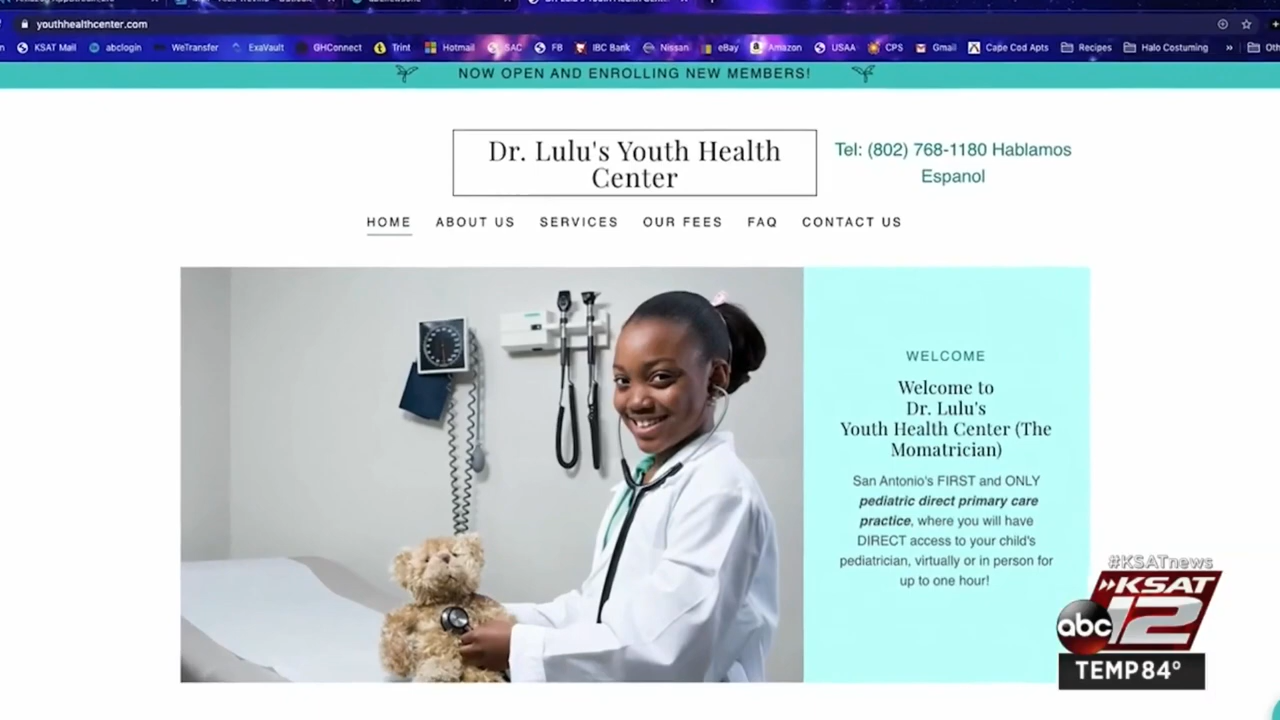 youthhealthcenter.com
KSAT Mail
abclogin
WeTransfer
ExaVault
GHConnect
Trint
Hotmail
SAC
FB
IBC Bank
Nissan
eBay
Amazon
USAA
CPS
Gmail
Cape Cod Apts
Recipes
Halo Costuming
»
NOW OPEN AND ENROLLING NEW MEMBERS!
Dr. Lulu's Youth Health
Center
Tel: (802) 768-1180 Hablamos
Espanol
HOME ABOUT US SERVICES OUR FEES FAQ CONTACT US
WELCOME
Welcome to
Dr. Lulu's
Youth Health Center (The
Momatrician)
San Antonio's FIRST and ONLY
pediatric direct primary care
practice, where you will have
DIRECT access to your child's
pediatrician, virtually or in person for
up to one hour!
#KSATnews
KSAT
abc 12
TEMP 84°